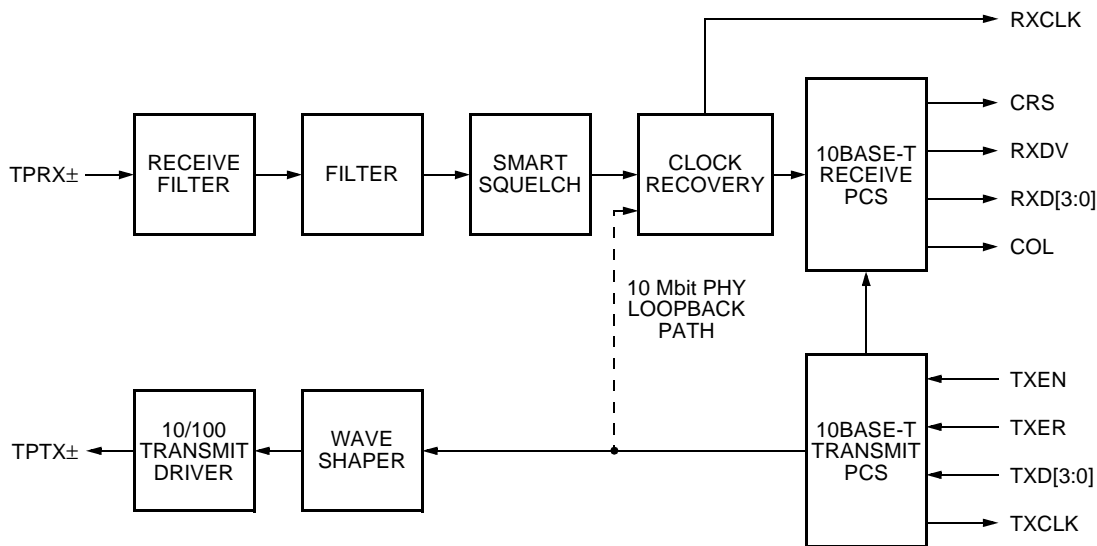 RXCLK
CRS
RXDV
RXD[3:0]
COL
TPRX±
RECEIVE
FILTER
FILTER
SMART
SQUELCH
CLOCK
RECOVERY
10BASE-T
RECEIVE
PCS
10 Mbit PHY
LOOPBACK
PATH
TPTX±
10/100
TRANSMIT
DRIVER
WAVE
SHAPER
10BASE-T
TRANSMIT
PCS
TXEN
TXER
TXD[3:0]
TXCLK